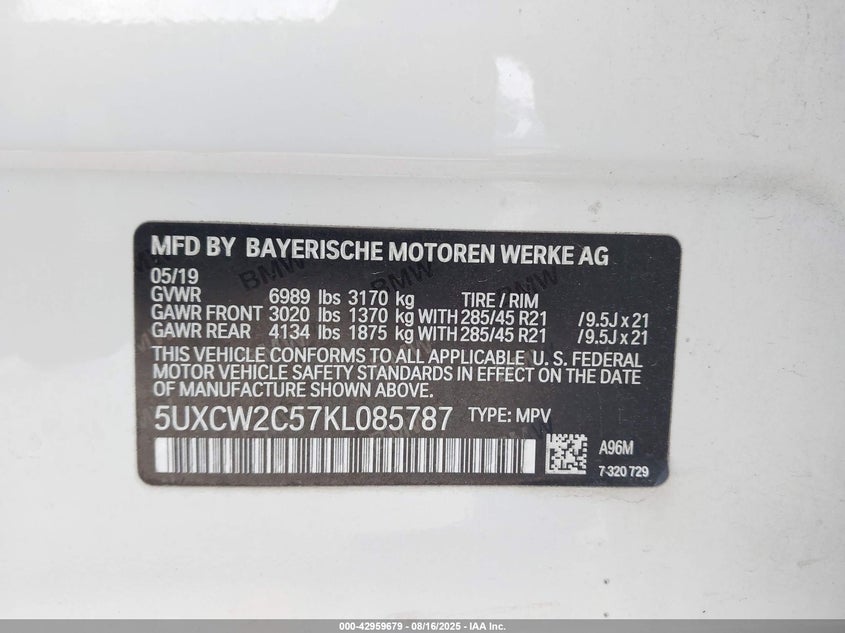 MFD BY BAYERISCHE MOTOREN WERKE AG
05/19
GVWR 6989 lbs 3170 kg TIRE / RIM
GAWR FRONT 3020 lbs 1370 kg WITH 285/45 R21 /9.5J x 21
GAWR REAR 4134 lbs 1875 kg WITH 285/45 R21 /9.5J x 21
THIS VEHICLE CONFORMS TO ALL APPLICABLE U. S. FEDERAL
MOTOR VEHICLE SAFETY STANDARDS IN EFFECT ON THE DATE
OF MANUFACTURE SHOWN ABOVE.
5UXCW2C57KL085787 TYPE: MPV
A96M
7 320 729
BMW BMW BMW
000-42959679 - 08/16/2025 - IAA Inc.